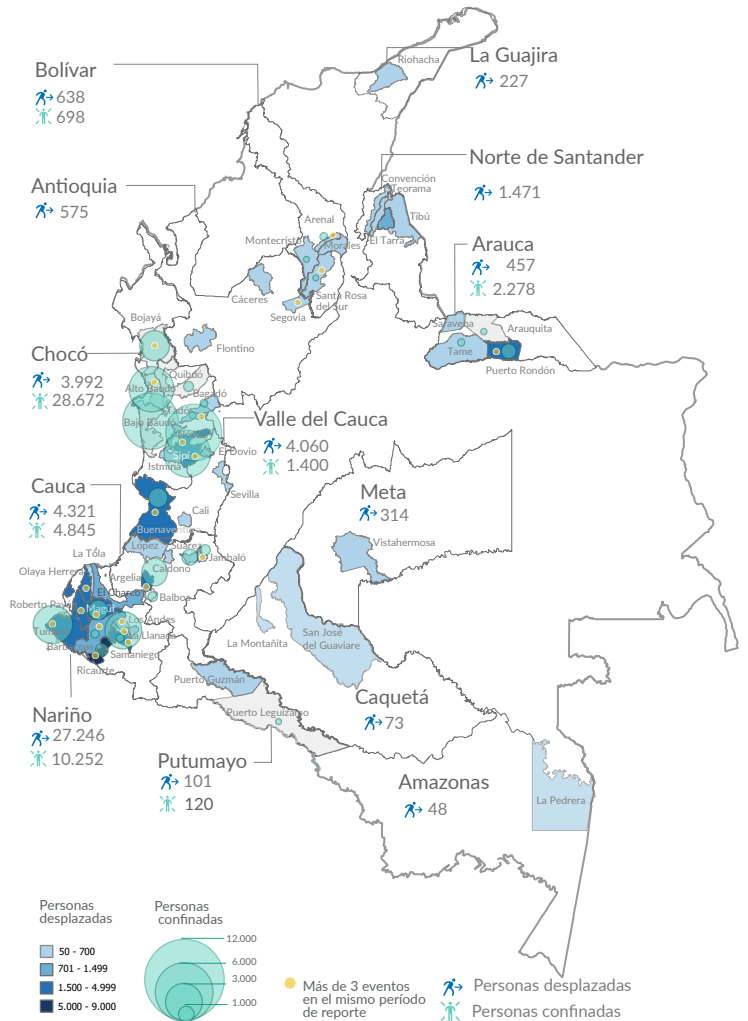 Riohacha
La Guajira
227
Bolívar
638
698
Norte de Santander
1.471
Convención
Teorama
Tibú
El Tarra
Antioquia
575
Arenal
Montecristo
Morales
Cáceres
Santa Rosa
del Sur
Segovia
Arauca
457
2.278
Saravena
Arauquita
Tame
Puerto Rondón
Bojayá
Flontino
Chocó
3.992
28.672
Quibdó
Alto Baudó
Bagadó
Tadó
Bajo Baudó
Sipí
El Dovio
Istmina
Valle del Cauca
4.060
1.400
Sevilla
Cali
Buenaventura
Cauca
4.321
4.845
López
Suárez
Jambaló
Caldono
La Tola
Olaya Herrera
Argelia
El Charco
Balboa
Roberto Payá
Magüí
Los Andes
Tumaco
La Llanada
Barbacoas
Samaniego
Ricaurte
Meta
314
Vistahermosa
La Montañita
San José
del Guaviare
Nariño
27.246
10.252
Puerto Guzmán
Puerto Leguízamo
Caquetá
73
Putumayo
101
120
Amazonas
48
La Pedrera
Personas
desplazadas
50 - 700
701 - 1.499
1.500 - 4.999
5.000 - 9.000
Personas
confinadas
12.000
6.000
3.000
1.000
Más de 3 eventos
en el mismo período
de reporte
Personas desplazadas
Personas confinadas